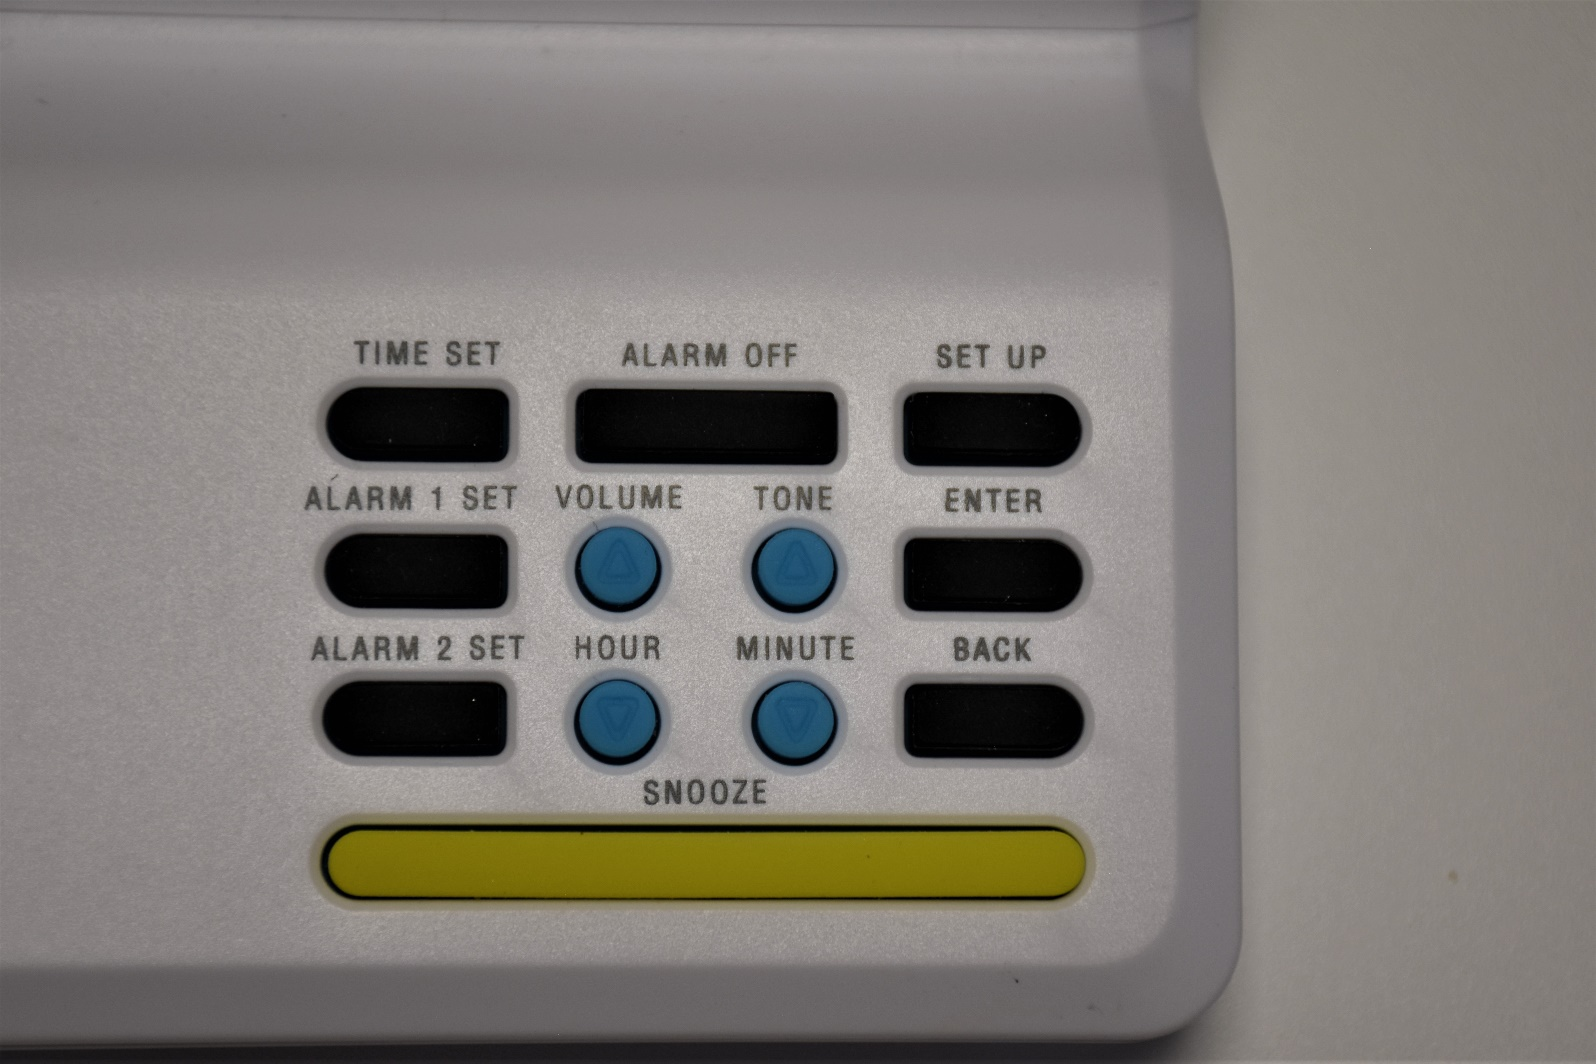 TIME SET ALARM OFF SET UP
ALARM 1 SET VOLUME TONE ENTER
ALARM 2 SET HOUR MINUTE BACK
SNOOZE